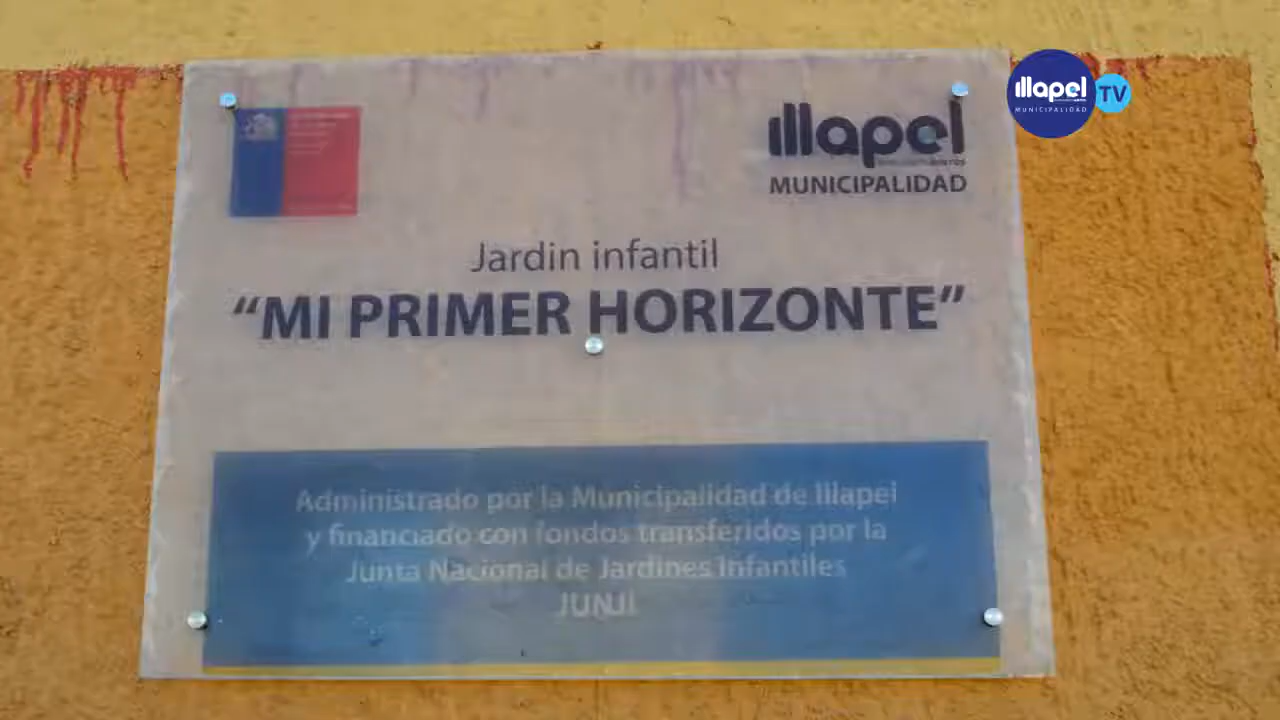 illapel
MUNICIPALIDAD
TV
illapel
MUNICIPALIDAD
Jardin infantil
“MI PRIMER HORIZONTE”
Administrado por la Municipalidad de Illapel
y financiado con fondos transferidos por la
Junta Nacional de Jardines Infantiles
JUNJI